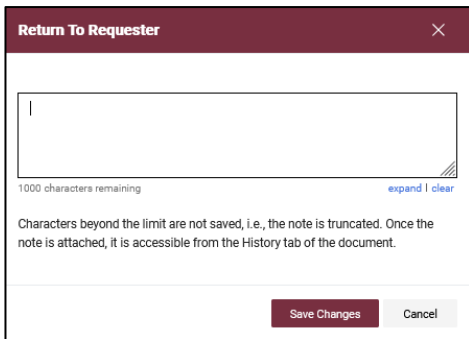 Return To Requester
1000 characters remaining
expand | clear
Characters beyond the limit are not saved, i.e., the note is truncated. Once the
note is attached, it is accessible from the History tab of the document.
Save Changes Cancel